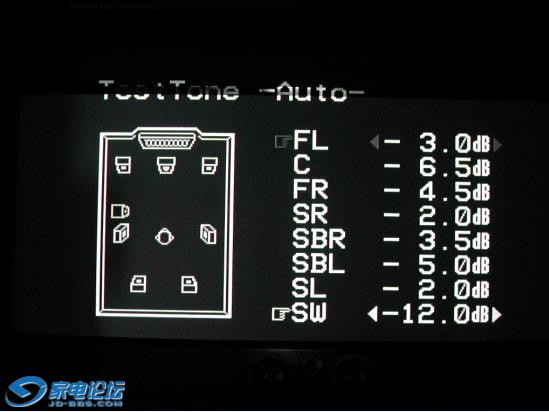 TestTone -Auto-
☞FL ◀- 3.0dB▶
C - 6.5dB
FR - 4.5dB
SR - 2.0dB
SBR - 3.5dB
SBL - 5.0dB
SL - 2.0dB
☞SW ◀-12.0dB▶
家电论坛
JD-BBS.COM